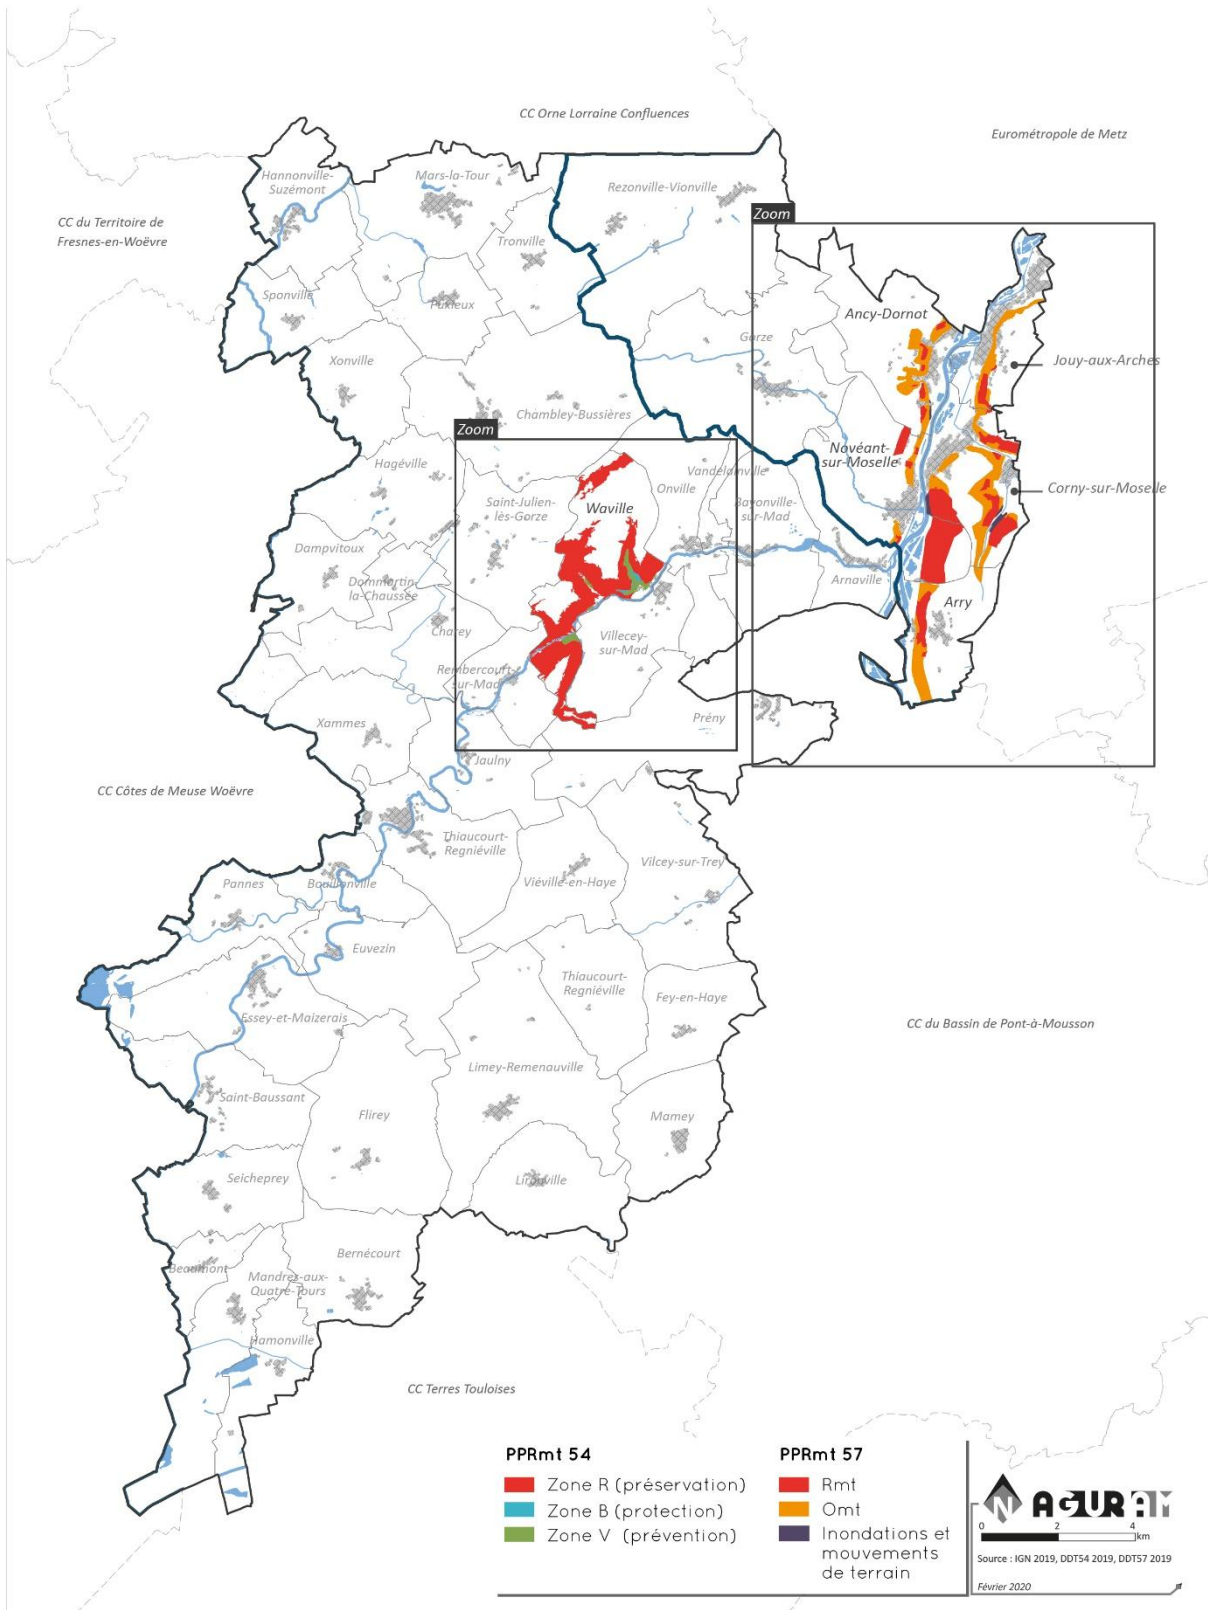 CC Orne Lorraine Confluences
Eurométropole de Metz
Hannonville-
Suzémont
Mars-la-Tour
Rezonville-Vionville
CC du Territoire de
Fresnes-en-Woëvre
Zoom
Tronville
Sponville
Puxieux
Ancy-Dornot
Gorze
Jouy-aux-Arches
Xonville
Chambley-Bussières
Zoom
Novéant-
sur-Moselle
Hagéville
Vandelainville
Onville
Saint-Julien-
lès-Gorze
Waville
Bayonville-
sur-Mad
Corny-sur-Moselle
Dampvitoux
Dommartin-
la-Chaussée
Arnaville
Arry
Charey
Villecey-
sur-Mad
Rembercourt-
sur-Mad
Prény
Xammes
Jaulny
CC Côtes de Meuse Woëvre
Thiaucourt-
Regniéville
Vilcey-sur-Trey
Viéville-en-Haye
Pannes
Bouillonville
Euvezin
Thiaucourt-
Regniéville
Fey-en-Haye
Essey-et-Maizerais
CC du Bassin de Pont-à-Mousson
Limey-Remenauville
Saint-Baussant
Flirey
Mamey
Seicheprey
Lironville
Bernécourt
Beaumont
Mandres-aux-
Quatre-Tours
Hamonville
CC Terres Touloises
PPRmt 54
Zone R (préservation)
Zone B (protection)
Zone V (prévention)
PPRmt 57
Rmt
Omt
Inondations et
mouvements
de terrain
N AGURAM
0 2 4
km
Source : IGN 2019, DDT54 2019, DDT57 2019
Février 2020